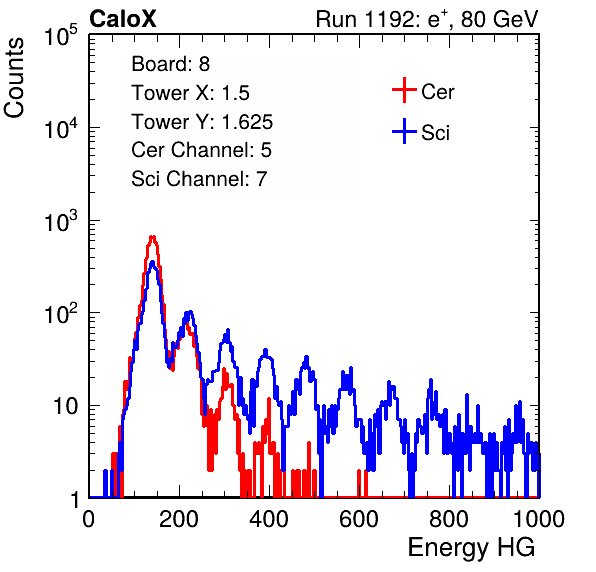 CaloX Run 1192: e⁺, 80 GeV
Counts
Board: 8
Tower X: 1.5
Tower Y: 1.625
Cer Channel: 5
Sci Channel: 7
Cer
Sci
10⁵
10⁴
10³
10²
10
1
0 200 400 600 800 1000
Energy HG